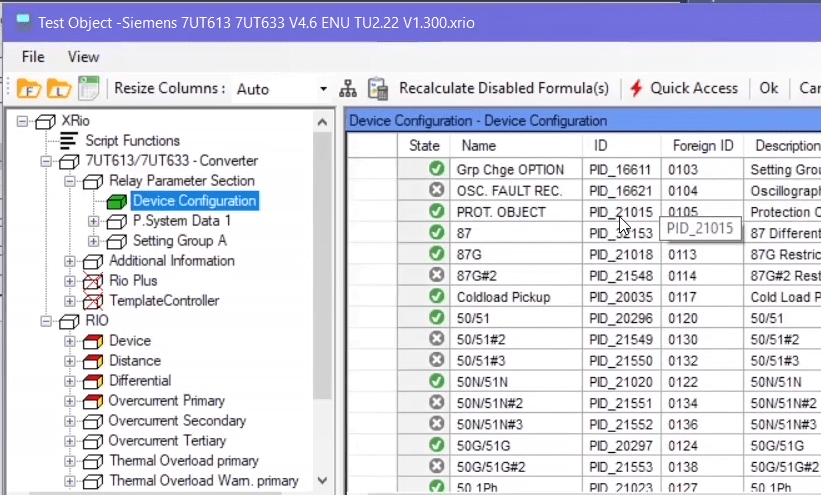 Test Object -Siemens 7UT613 7UT633 V4.6 ENU TU2.22 V1.300.xrio
File View
Resize Columns : Auto Recalculate Disabled Formula(s) Quick Access Ok Can
XRio
Script Functions
7UT613/7UT633 - Converter
Relay Parameter Section
Device Configuration
P.System Data 1
Setting Group A
Additional Information
Rio Plus
TemplateController
RIO
Device
Distance
Differential
Overcurrent Primary
Overcurrent Secondary
Overcurrent Tertiary
Thermal Overload primary
Thermal Overload Warn. primary
Device Configuration - Device Configuration
State Name ID Foreign ID Description
Grp Chge OPTION PID_16611 0103 Setting Grou
OSC. FAULT REC. PID_16621 0104 Oscillograph
PROT. OBJECT PID_21015 0105 Protection O
PID_21015
87 87 Different
87G PID_21018 0113 87G Restric
87G#2 PID_21548 0114 87G#2 Rest
Coldload Pickup PID_20035 0117 Cold Load P
50/51 PID_20296 0120 50/51
50/51#2 PID_21549 0130 50/51#2
50/51#3 PID_21550 0132 50/51#3
50N/51N PID_21020 0122 50N/51N
50N/51N#2 PID_21551 0134 50N/51N#2
50N/51N#3 PID_21552 0136 50N/51N#3
50G/51G PID_20297 0124 50G/51G
50G/51G#2 PID_21553 0138 50G/51G#2
50 1Ph PID_21023 0127 50 1Ph